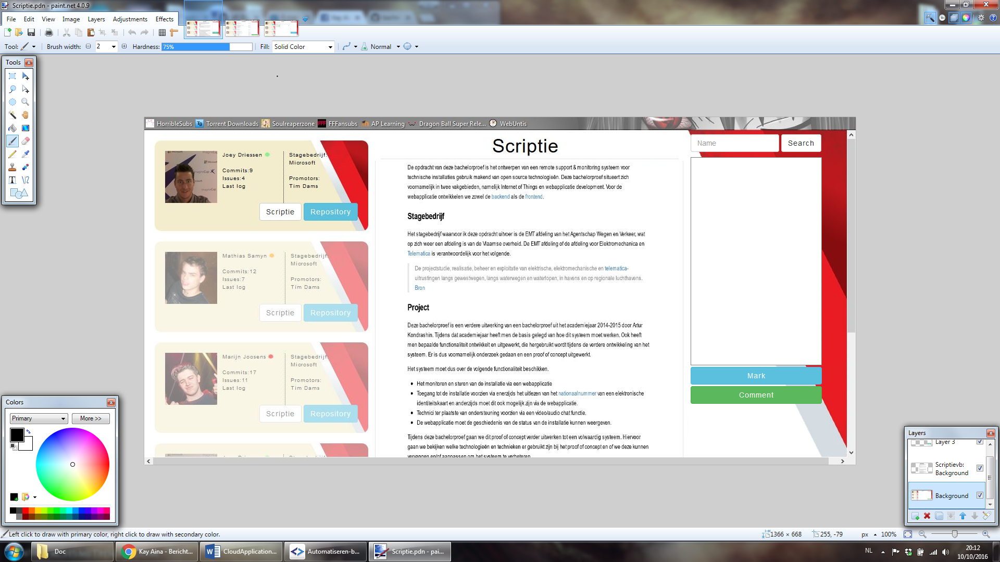 Scriptie.pdn - paint.net 4.0.9
File Edit View Image Layers Adjustments Effects
Tool: Brush width: 2 Hardness: 75% Fill: Solid Color Normal
Tools
HorribleSubs Torrent Downloads Soulreaperzone FFFansubs AP Learning Dragon Ball Super Rele... WebUntis
Joey Driessen
Commits:9
Issues:4
Last log
Stagebedrijf:
Microsoft
Promotors:
Tim Dams
Scriptie Repository
Mathias Samyn
Commits:12
Issues:7
Last log
Stagebedrijf:
Microsoft
Promotors:
Tim Dams
Scriptie Repository
Marijn Joosens
Commits:17
Issues:11
Last log
Stagebedrijf:
Microsoft
Promotors:
Tim Dams
Scriptie Repository
Scriptie
De opdracht van deze bachelorproef is het ontwerpen van een remote support & monitoring systeem voor
technische installaties gebruik makend van open source technologieën. Deze bachelorproef situeert zich
voornamelijk in twee vakgebieden, namelijk Internet of Things en webapplicatie development. Voor de
webapplicatie ontwikkelen we zowel de backend als de frontend.
Stagebedrijf
Het stagebedrijf waarvoor ik deze opdracht uitvoer is de EMT afdeling van het Agentschap Wegen en Verkeer, wat
op zich weer een afdeling is van de Vlaamse overheid. De EMT afdeling of de afdeling voor Elektromechanica en
Telematica is verantwoordelijk voor het volgende.
De projectstudie, realisatie, beheer en exploitatie van elektrische, elektromechanische en telematica-
uitrustingen langs gewestwegen, langs waterwegen en waterlopen, in havens en op regionale luchthavens.
Bron
Project
Deze bachelorproef is een verdere uitwerking van een bachelorproef uit het academiejaar 2014-2015 door Artur
Kondrashin. Tijdens dat academiejaar heeft men de basis gelegd van hoe dit systeem moet werken. Ook heeft
men bepaalde functionaliteit ontwikkelt en uitgewerkt, die hergebruikt wordt tijdens de verdere ontwikkeling van het
systeem. Er is dus voornamelijk onderzoek gedaan en een proof of concept uitgewerkt.
Het systeem moet dus over de volgende functionaliteit beschikken.
• Het monitoren en sturen van de installatie via een webapplicatie
• Toegang tot de installatie voorzien via enerzijds het uitlezen van het nationaalnummer van een elektronische
identiteitskaart en anderzijds moet dit ook mogelijk zijn via de webapplicatie.
• Technici ter plaatste van ondersteuning voorzien via een video/audio chat functie.
• De webapplicatie moet de geschiedenis van de status van de installatie kunnen weergeven.
Tijdens deze bachelorproef gaan we dit proof of concept verder uitwerken tot een volwaardig systeem. Hiervoor
gaan we bekijken welke technologieën en technieken er gebruikt zijn bij het proof of concept en of we deze kunnen
vervangen en/of aanpassen om het systeem te verbeteren.
Name Search
Mark
Comment
Colors
Primary More >>
Layers
Layer 3
Scriptievb:
Background
Background
Left click to draw with primary color, right click to draw with secondary color.
1366 × 668 255, -79 px 100%
Doc Kay Aina - Bericht... CloudApplication... Automatiseren-b... Scriptie.pdn - pai...
NL
20:12
10/10/2016